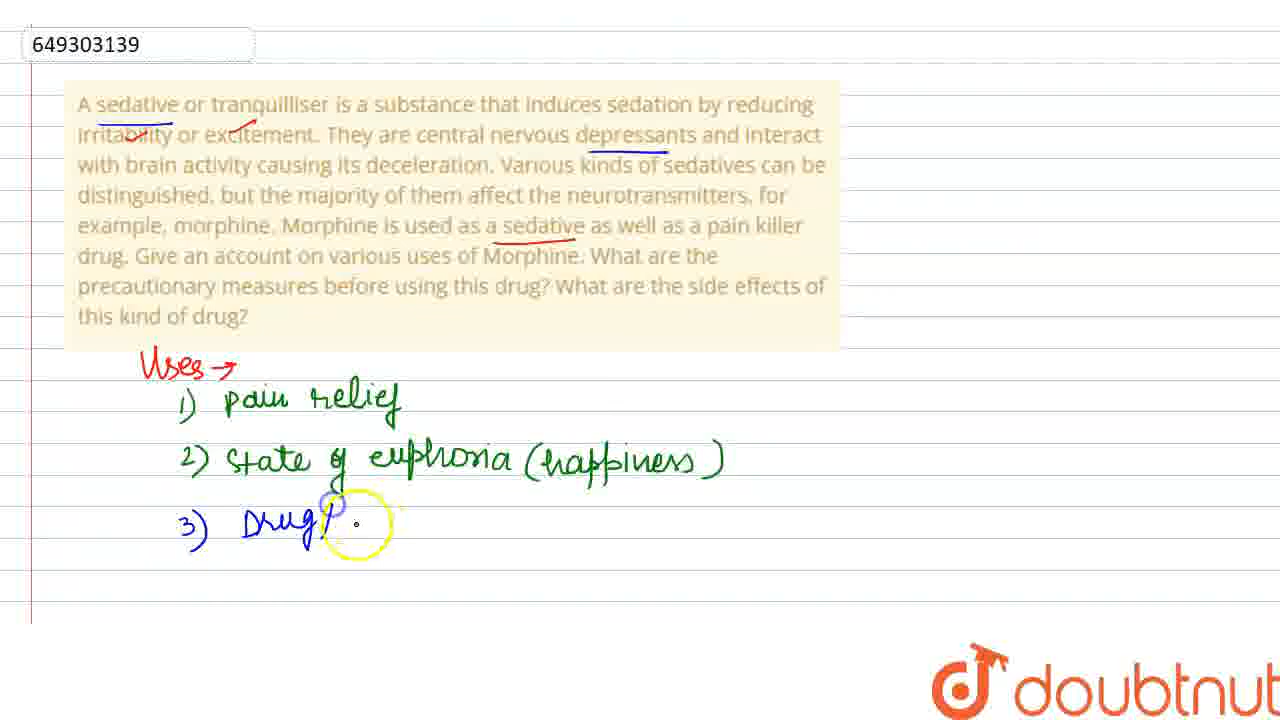 649303139
A sedative or tranquilliser is a substance that induces sedation by reducing
irritability or excitement. They are central nervous depressants and interact
with brain activity causing its deceleration. Various kinds of sedatives can be
distinguished, but the majority of them affect the neurotransmitters, for
example, morphine. Morphine is used as a sedative as well as a pain killer
drug. Give an account on various uses of Morphine. What are the
precautionary measures before using this drug? What are the side effects of
this kind of drug?
Uses →
1) Pain relief
2) State of euphoria (happiness)
3) Drug/
doubtnut